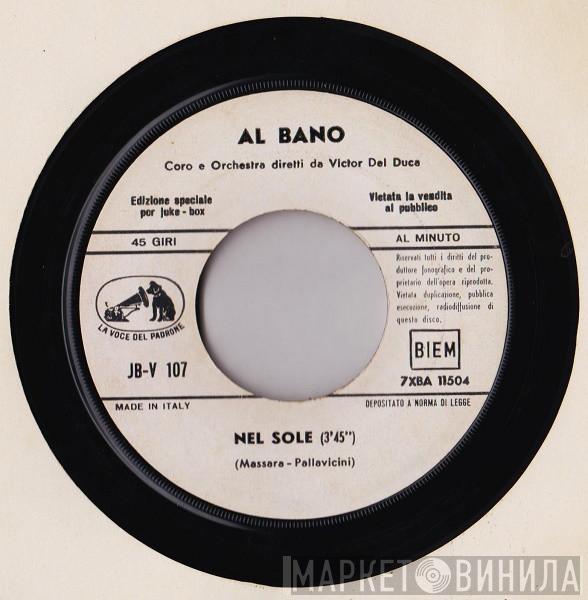 AL BANO
Coro e Orchestra diretti da Victor Del Duca
Edizione speciale
per juke - box
Vietata la vendita
al pubblico
45 GIRI
AL MINUTO
Riservati tutti i diritti del pro-
duttore fonografico e del pro-
prietario dell'opera riprodotta.
Vietata duplicazione, pubblica
esecuzione, radiodiffusione di
questo disco.
LA VOCE DEL PADRONE
JB-V 107
BIEM
7XBA 11504
MADE IN ITALY
DEPOSITATO A NORMA DI LEGGE
NEL SOLE (3'45")
(Massara - Pallavicini)
МАРКЕТ ВИНИЛА